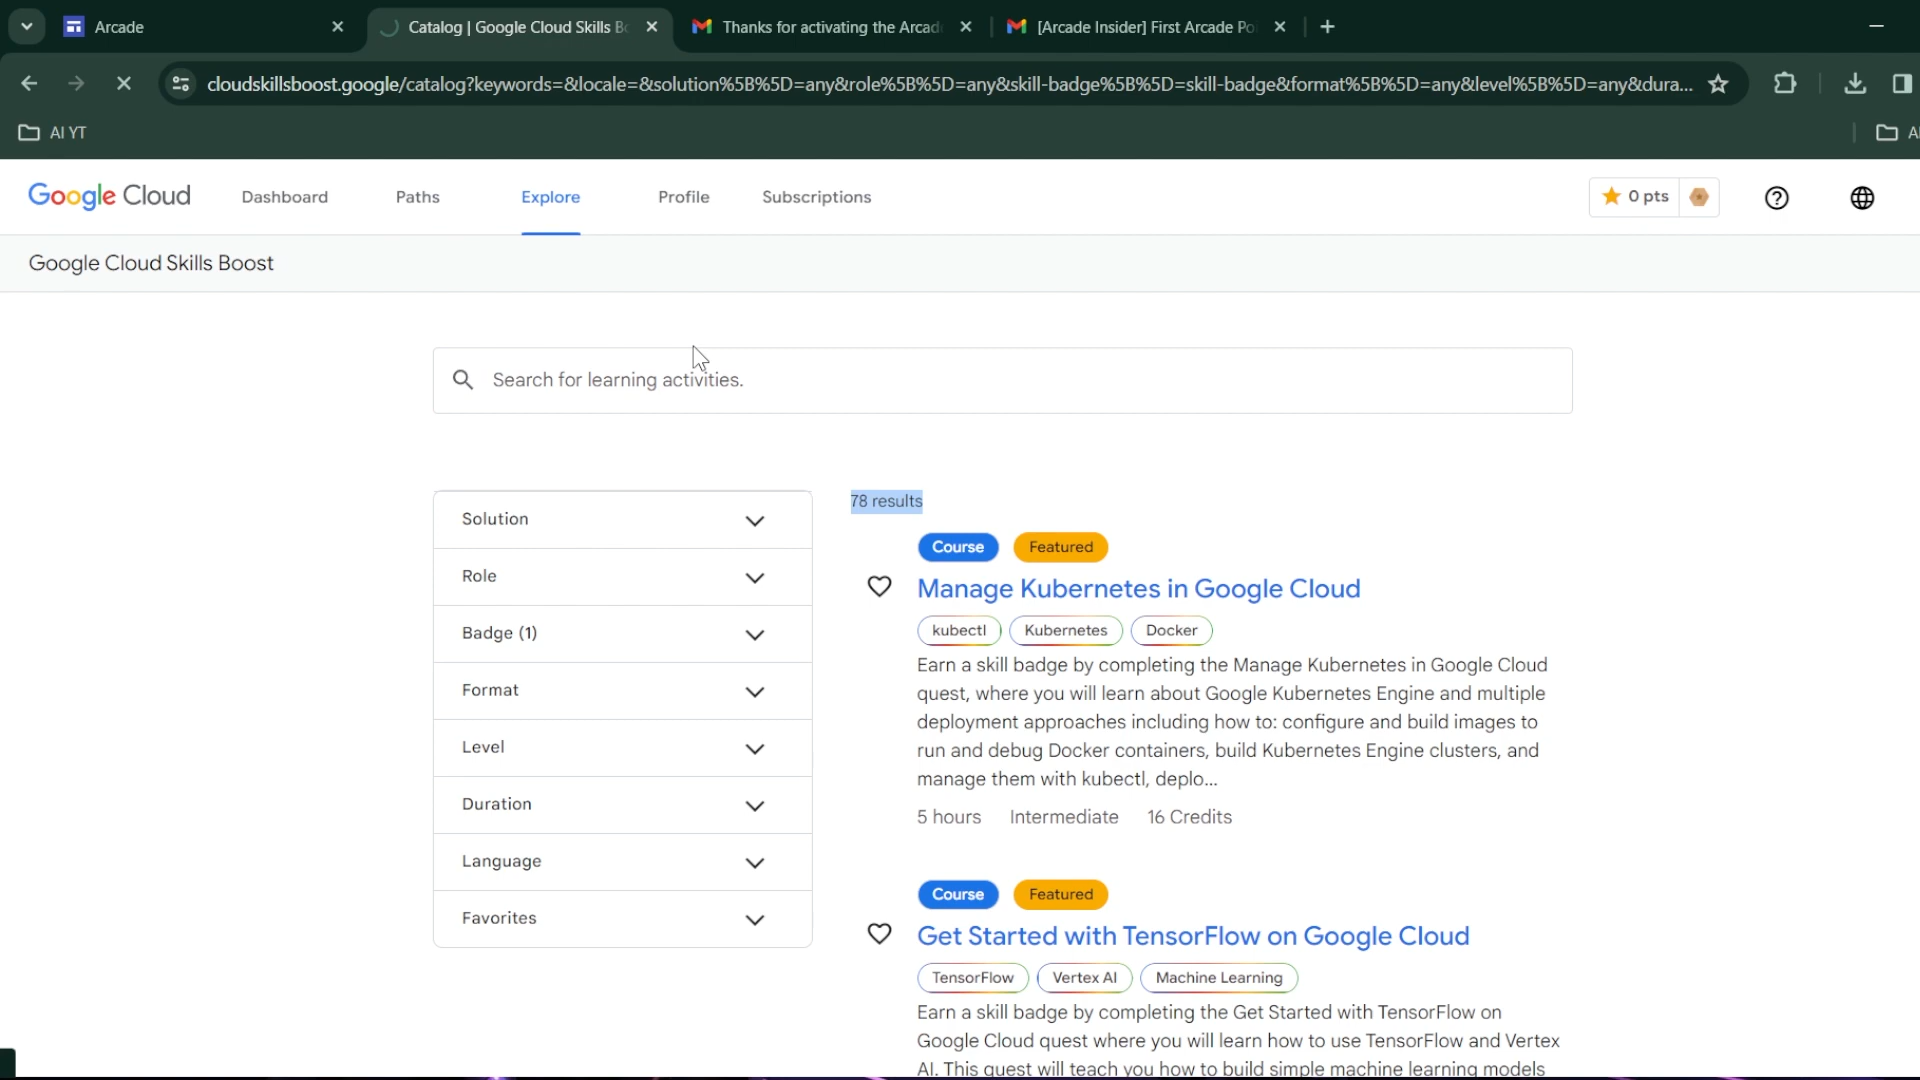 Arcade
Catalog | Google Cloud Skills Bo
Thanks for activating the Arcad
[Arcade Insider] First Arcade Po
cloudskillsboost.google/catalog?keywords=&locale=&solution%5B%5D=any&role%5B%5D=any&skill-badge%5B%5D=skill-badge&format%5B%5D=any&level%5B%5D=any&dura...
AI YT
Al
Google Cloud
Dashboard
Paths
Explore
Profile
Subscriptions
0 pts
Google Cloud Skills Boost
Search for learning activities.
Solution
Role
Badge (1)
Format
Level
Duration
Language
Favorites
78 results
Course Featured
Manage Kubernetes in Google Cloud
kubectl Kubernetes Docker
Earn a skill badge by completing the Manage Kubernetes in Google Cloud
quest, where you will learn about Google Kubernetes Engine and multiple
deployment approaches including how to: configure and build images to
run and debug Docker containers, build Kubernetes Engine clusters, and
manage them with kubectl, deplo...
5 hours Intermediate 16 Credits
Course Featured
Get Started with TensorFlow on Google Cloud
TensorFlow Vertex AI Machine Learning
Earn a skill badge by completing the Get Started with TensorFlow on
Google Cloud quest where you will learn how to use TensorFlow and Vertex
AI. This quest will teach you how to build simple machine learning models